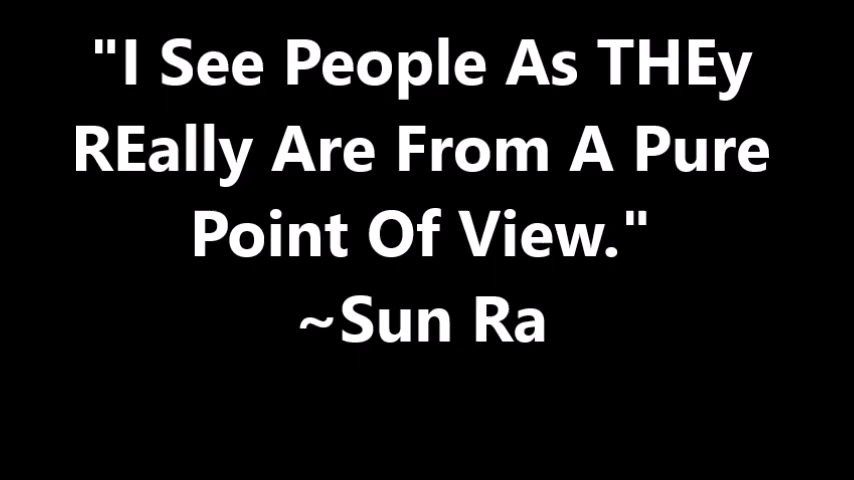 "I See People As THEy
REally Are From A Pure
Point Of View."
~Sun Ra